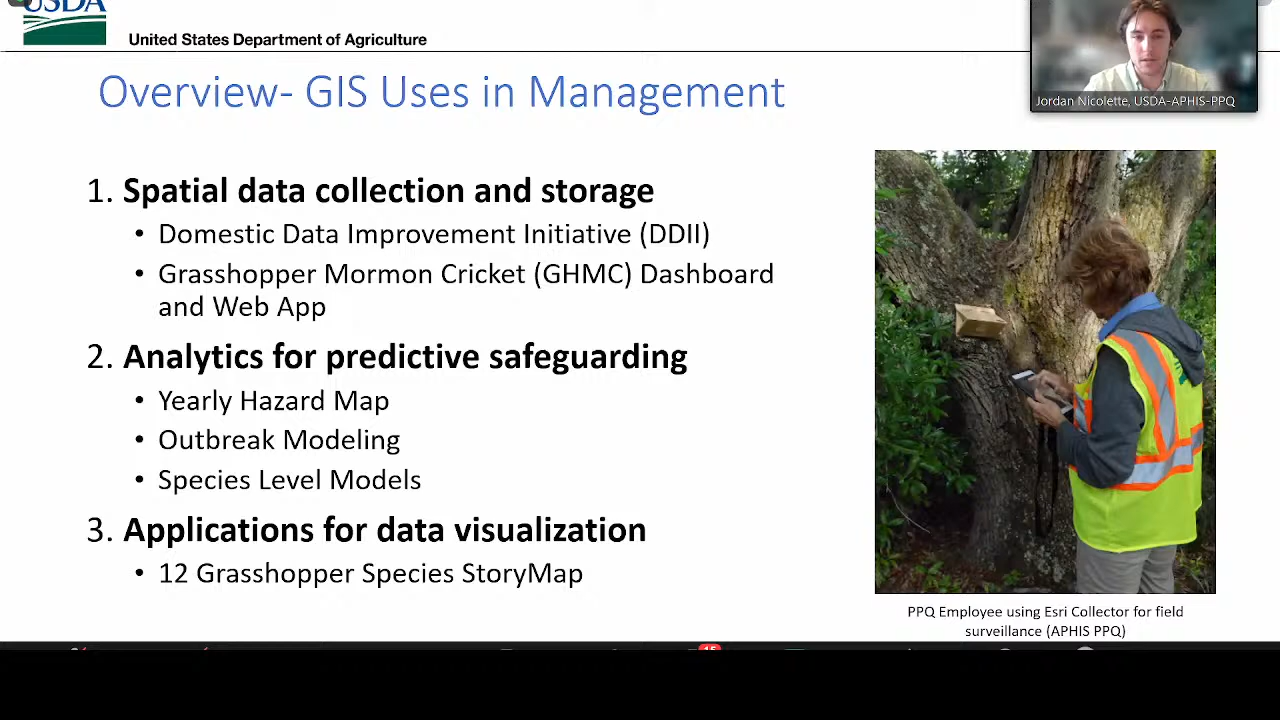 USDA
United States Department of Agriculture
Jordan Nicolette, USDA-APHIS-PPQ
Overview- GIS Uses in Management
1. Spatial data collection and storage
• Domestic Data Improvement Initiative (DDII)
• Grasshopper Mormon Cricket (GHMC) Dashboard
and Web App
2. Analytics for predictive safeguarding
• Yearly Hazard Map
• Outbreak Modeling
• Species Level Models
3. Applications for data visualization
• 12 Grasshopper Species StoryMap
PPQ Employee using Esri Collector for field
surveillance (APHIS PPQ)
15